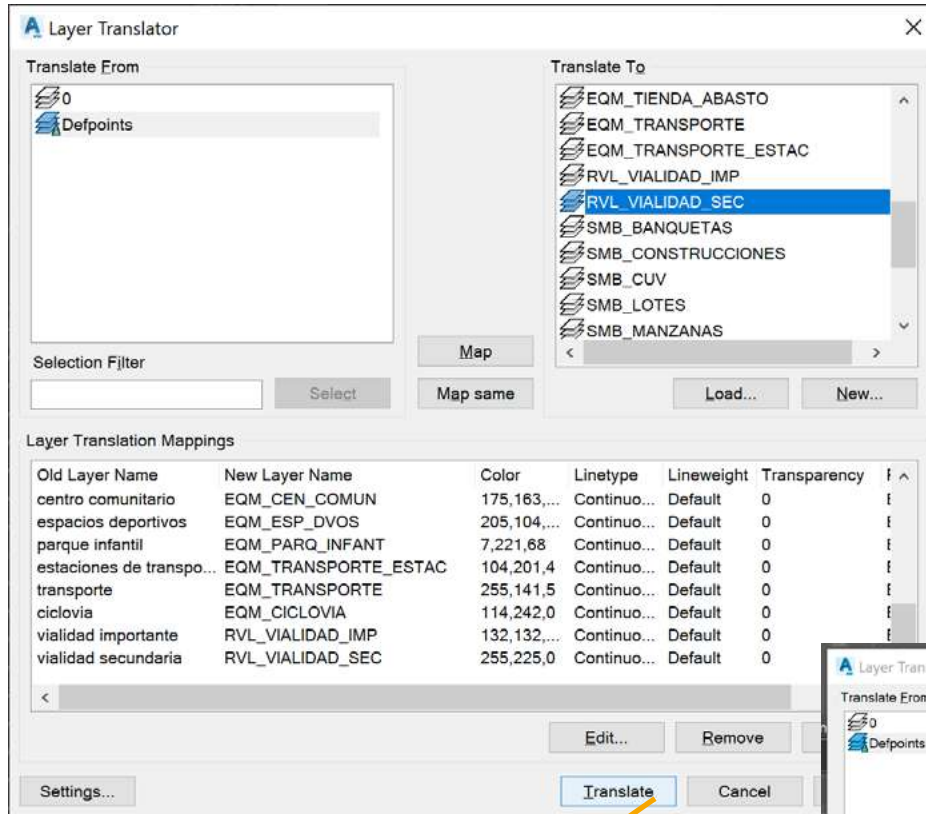 Layer Translator
Translate From
0
Defpoints
Selection Filter
Select
Map
Map same
Translate To
EQM_TIENDA_ABASTO
EQM_TRANSPORTE
EQM_TRANSPORTE_ESTAC
RVL_VIALIDAD_IMP
RVL_VIALIDAD_SEC
SMB_BANQUETAS
SMB_CONSTRUCCIONES
SMB_CUV
SMB_LOTES
SMB_MANZANAS
Load... New...
Layer Translation Mappings
Old Layer Name New Layer Name Color Linetype Lineweight Transparency
centro comunitario EQM_CEN_COMUN 175,163,... Continuo... Default 0
espacios deportivos EQM_ESP_DVOS 205,104,... Continuo... Default 0
parque infantil EQM_PARQ_INFANT 7,221,68 Continuo... Default 0
estaciones de transpo... EQM_TRANSPORTE_ESTAC 104,201,4 Continuo... Default 0
transporte EQM_TRANSPORTE 255,141,5 Continuo... Default 0
ciclovia EQM_CICLOVIA 114,242,0 Continuo... Default 0
vialidad importante RVL_VIALIDAD_IMP 132,132,... Continuo... Default 0
vialidad secundaria RVL_VIALIDAD_SEC 255,225,0 Continuo... Default 0
Edit... Remove
Settings... Translate Cancel
Layer Tran
Translate From
0
Defpoints